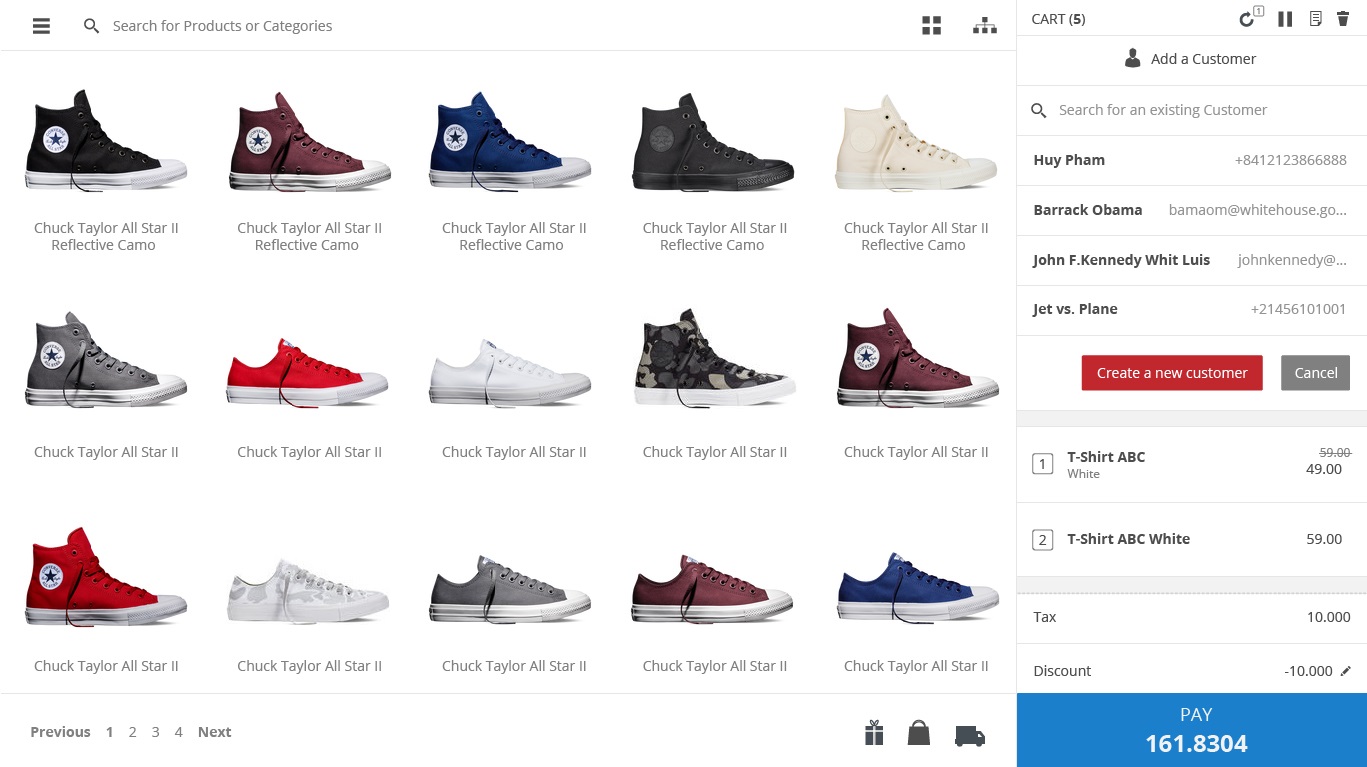 Search for Products or Categories
Chuck Taylor All Star II
Reflective Camo
Chuck Taylor All Star II
Reflective Camo
Chuck Taylor All Star II
Reflective Camo
Chuck Taylor All Star II
Reflective Camo
Chuck Taylor All Star II
Reflective Camo
Chuck Taylor All Star II
Chuck Taylor All Star II
Chuck Taylor All Star II
Chuck Taylor All Star II
Chuck Taylor All Star II
Chuck Taylor All Star II
Chuck Taylor All Star II
Chuck Taylor All Star II
Chuck Taylor All Star II
Chuck Taylor All Star II
Previous 1 2 3 4 Next
CART (5) 1
Add a Customer
Search for an existing Customer
Huy Pham +8412123866888
Barrack Obama bamaom@whitehouse.go...
John F.Kennedy Whit Luis johnkennedy@...
Jet vs. Plane +21456101001
Create a new customer Cancel
1 T-Shirt ABC 59.00
White 49.00
2 T-Shirt ABC White 59.00
Tax 10.000
Discount -10.000
PAY
161.8304